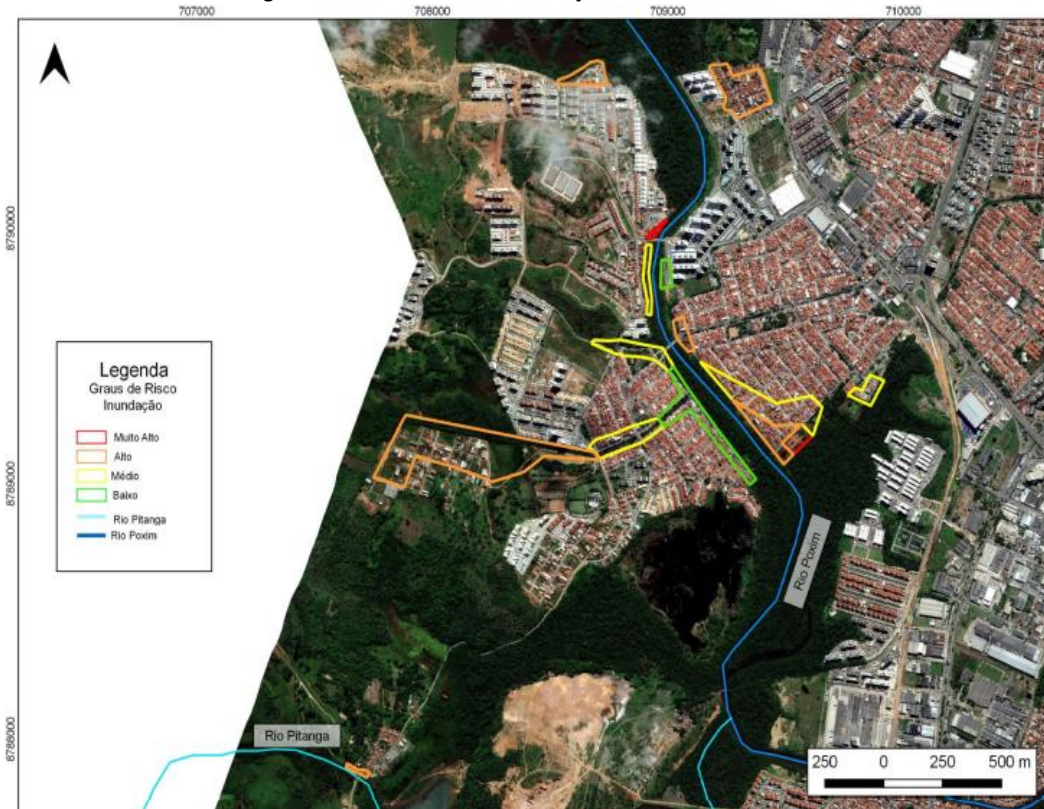 707000
708000
709000
710000
8790000
8789000
8788000
Legenda
Graus de Risco
Inundação
Muito Alto
Alto
Médio
Baixo
Rio Pitanga
Rio Poxim
Rio Poxim
Rio Pitanga
250 0 250 500 m